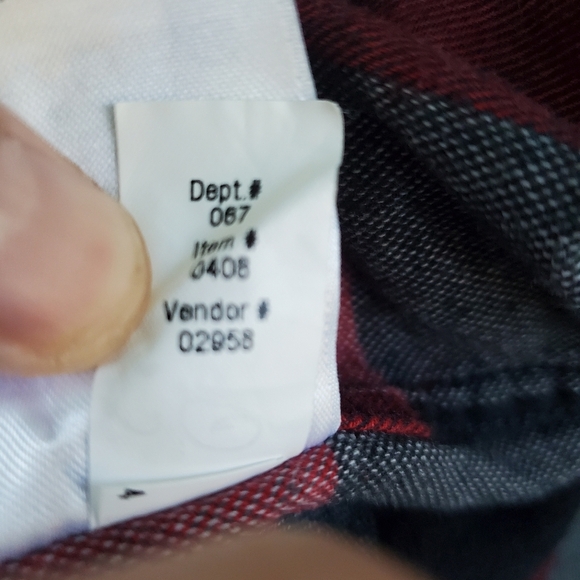 Dept.#
067
Item #
0408
Vendor #
02958